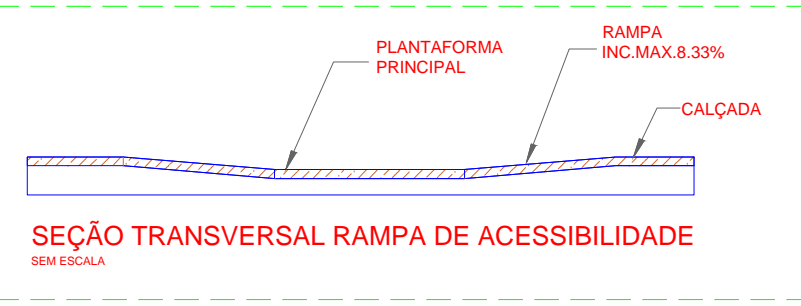 PLANTAFORMA
PRINCIPAL
RAMPA
INC.MAX.8.33%
CALÇADA
SEÇÃO TRANSVERSAL RAMPA DE ACESSIBILIDADE
SEM ESCALA